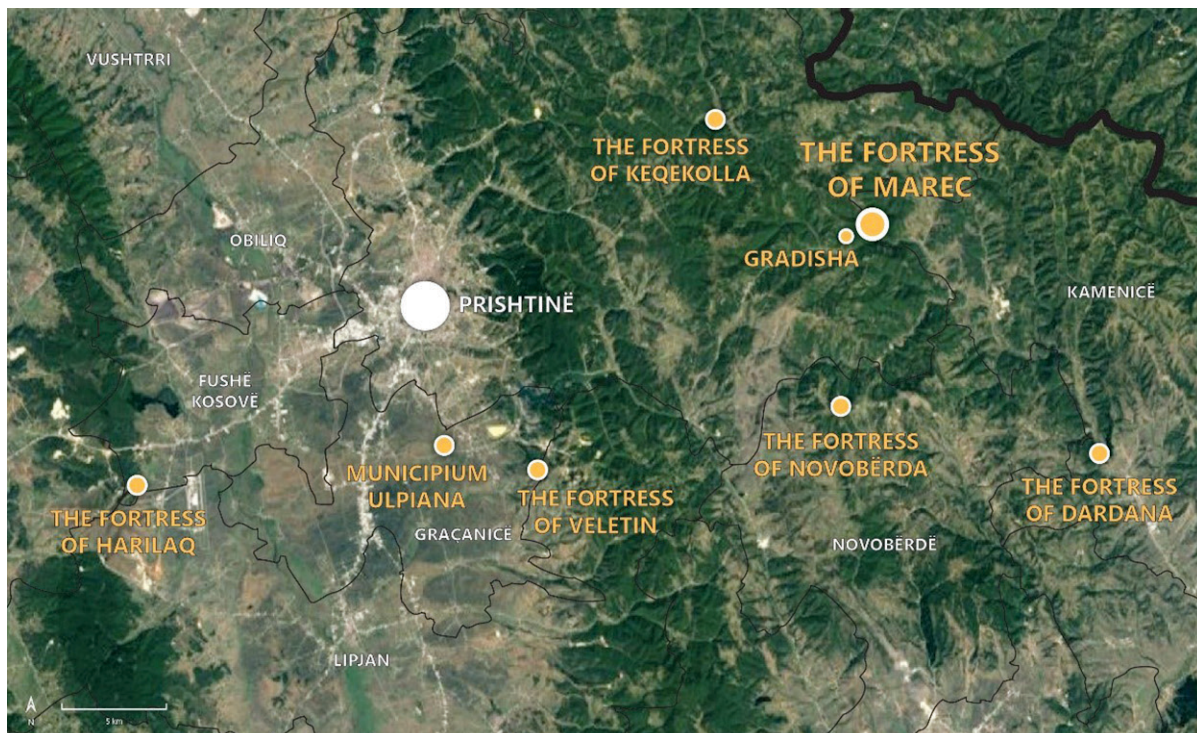 VUSHTRRI
THE FORTRESS
OF KEQEKOLLA
THE FORTRESS
OF MAREC
OBILIQ
GRADISHA
KAMENICË
PRISHTINË
FUSHË
KOSOVË
THE FORTRESS
OF NOVOBËRDA
MUNICIPIUM
ULPIANA
THE FORTRESS
OF VELETIN
THE FORTRESS
OF DARDANA
THE FORTRESS
OF HARILAQ
GRAÇANICË
NOVOBËRDË
LIPJAN
N
5 km